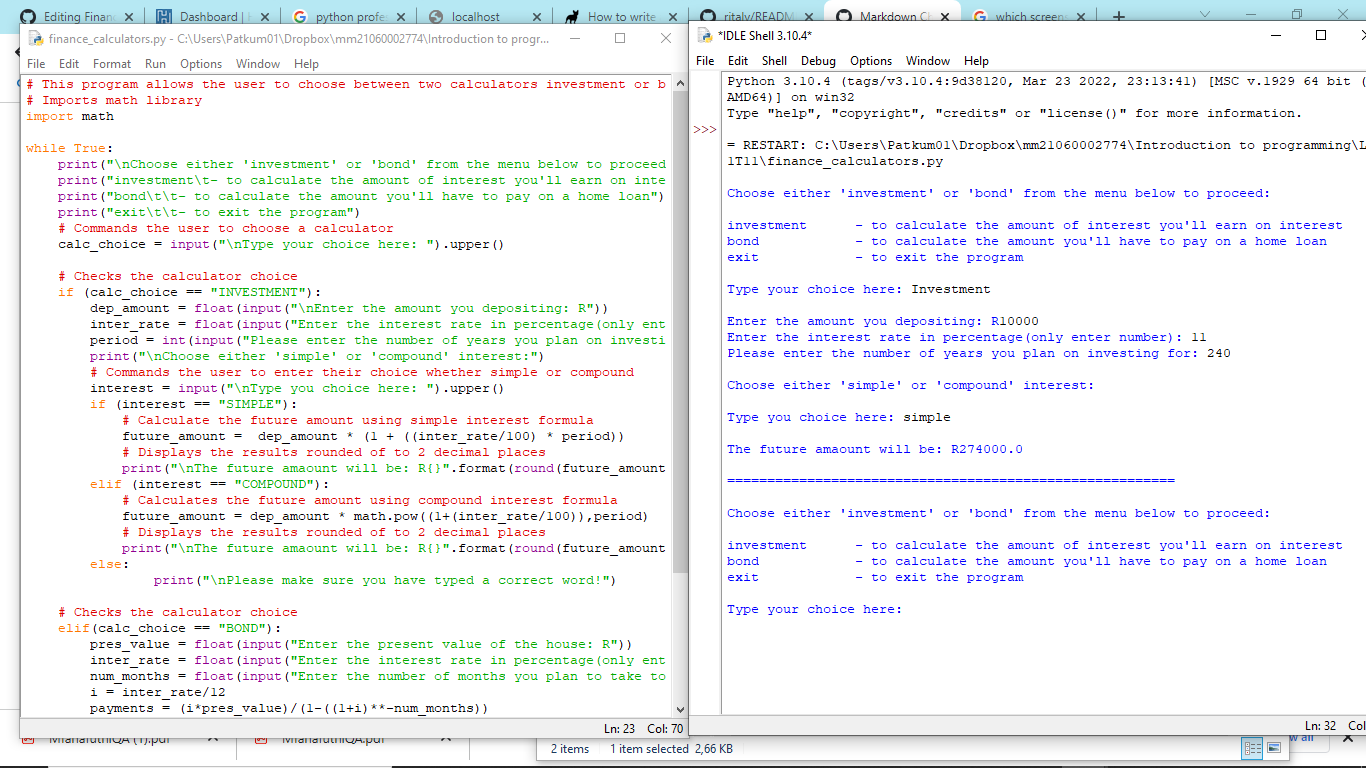 Editing Financ
Dashboard |
python profe
localhost
How to write
ritalv/READM
Markdown Ch
which screen
finance_calculators.py - C:\Users\Patkum01\Dropbox\mm21060002774\Introduction to progr...
File Edit Format Run Options Window Help
# This program allows the user to choose between two calculators investment or b
# Imports math library
import math
while True:
    print("\nChoose either 'investment' or 'bond' from the menu below to proceed
    print("investment\t- to calculate the amount of interest you'll earn on inte
    print("bond\t\t- to calculate the amount you'll have to pay on a home loan")
    print("exit\t\t- to exit the program")
    # Commands the user to choose a calculator
    calc_choice = input("\nType your choice here: ").upper()
    # Checks the calculator choice
    if (calc_choice == "INVESTMENT"):
        dep_amount = float(input("\nEnter the amount you depositing: R"))
        inter_rate = float(input("Enter the interest rate in percentage(only ent
        period = int(input("Please enter the number of years you plan on investi
        print("\nChoose either 'simple' or 'compound' interest:")
        # Commands the user to enter their choice whether simple or compound
        interest = input("\nType you choice here: ").upper()
        if (interest == "SIMPLE"):
            # Calculate the future amount using simple interest formula
            future_amount =  dep_amount * (1 + ((inter_rate/100) * period))
            # Displays the results rounded of to 2 decimal places
            print("\nThe future amaount will be: R{}".format(round(future_amount
        elif (interest == "COMPOUND"):
            # Calculates the future amount using compound interest formula
            future_amount = dep_amount * math.pow((1+(inter_rate/100)),period)
            # Displays the results rounded of to 2 decimal places
            print("\nThe future amaount will be: R{}".format(round(future_amount
        else:
                print("\nPlease make sure you have typed a correct word!")
    # Checks the calculator choice
    elif(calc_choice == "BOND"):
        pres_value = float(input("Enter the present value of the house: R"))
        inter_rate = float(input("Enter the interest rate in percentage(only ent
        num_months = float(input("Enter the number of months you plan to take to
        i = inter_rate/12
        payments = (i*pres_value)/(1-((1+i)**-num_months))
Ln: 23 Col: 70
*IDLE Shell 3.10.4*
File Edit Shell Debug Options Window Help
Python 3.10.4 (tags/v3.10.4:9d38120, Mar 23 2022, 23:13:41) [MSC v.1929 64 bit (
AMD64)] on win32
Type "help", "copyright", "credits" or "license()" for more information.
>>>
= RESTART: C:\Users\Patkum01\Dropbox\mm21060002774\Introduction to programming\L
1T11\finance_calculators.py
Choose either 'investment' or 'bond' from the menu below to proceed:
investment      - to calculate the amount of interest you'll earn on interest
bond            - to calculate the amount you'll have to pay on a home loan
exit            - to exit the program
Type your choice here: Investment
Enter the amount you depositing: R10000
Enter the interest rate in percentage(only enter number): 11
Please enter the number of years you plan on investing for: 240
Choose either 'simple' or 'compound' interest:
Type you choice here: simple
The future amaount will be: R274000.0
========================================================
Choose either 'investment' or 'bond' from the menu below to proceed:
investment      - to calculate the amount of interest you'll earn on interest
bond            - to calculate the amount you'll have to pay on a home loan
exit            - to exit the program
Type your choice here:
Ln: 32 Col
2 items 1 item selected 2,66 KB